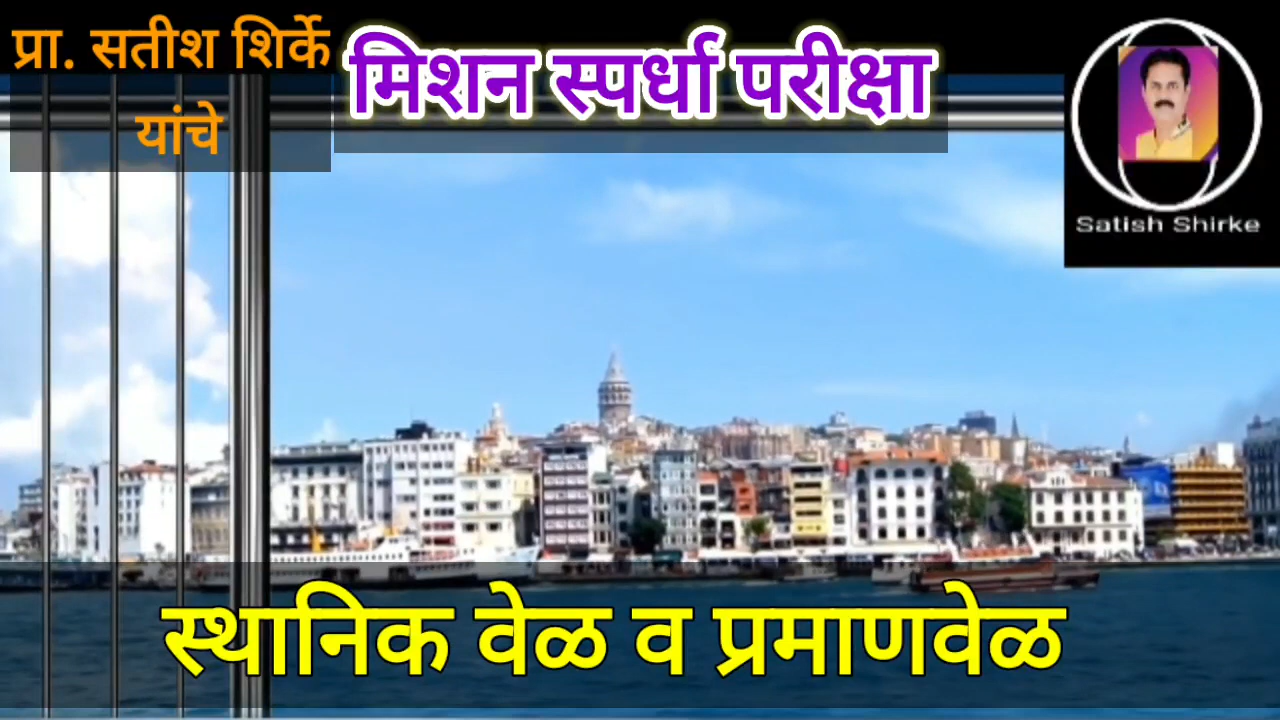 प्रा. सतीश शिर्के
यांचे
मिशन स्पर्धा परीक्षा
Satish Shirke
स्थानिक वेळ व प्रमाणवेळ